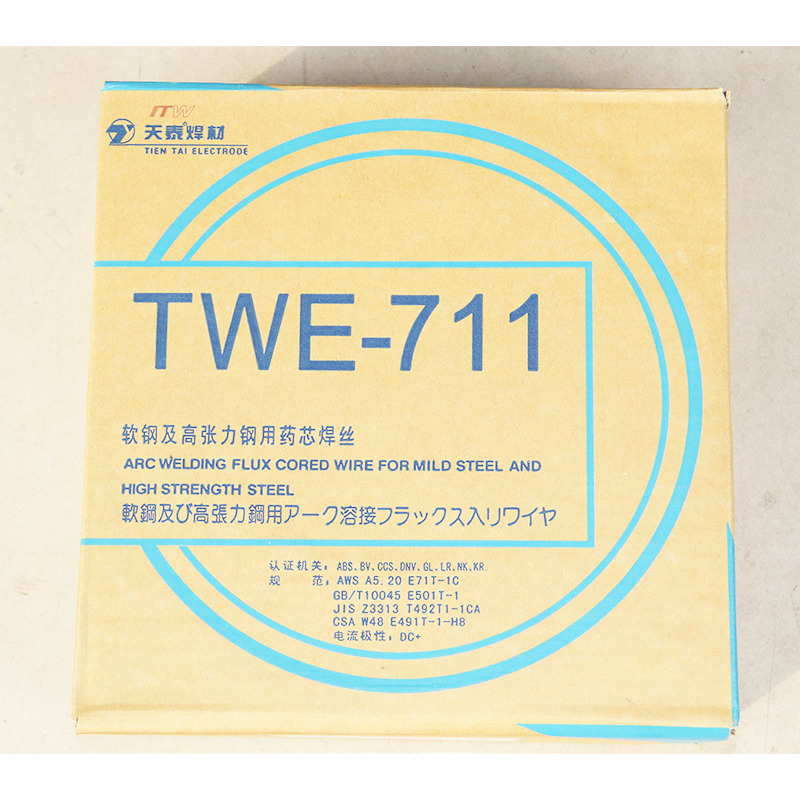 ITW
天泰®焊材
TIEN TAI ELECTRODE
TWE-711
软钢及高张力钢用药芯焊丝
ARC WELDING FLUX CORED WIRE FOR MILD STEEL AND
HIGH STRENGTH STEEL
軟鋼及び高張力鋼用アーク溶接フラックス入りワイヤ
认证机关：ABS.BV.CCS.DNV.GL.LR.NK.KR
规 范：AWS A5.20 E71T-1C
GB/T10045 E501T-1
JIS Z3313 T492T1-1CA
CSA W48 E491T-1-H8
电流极性：DC+